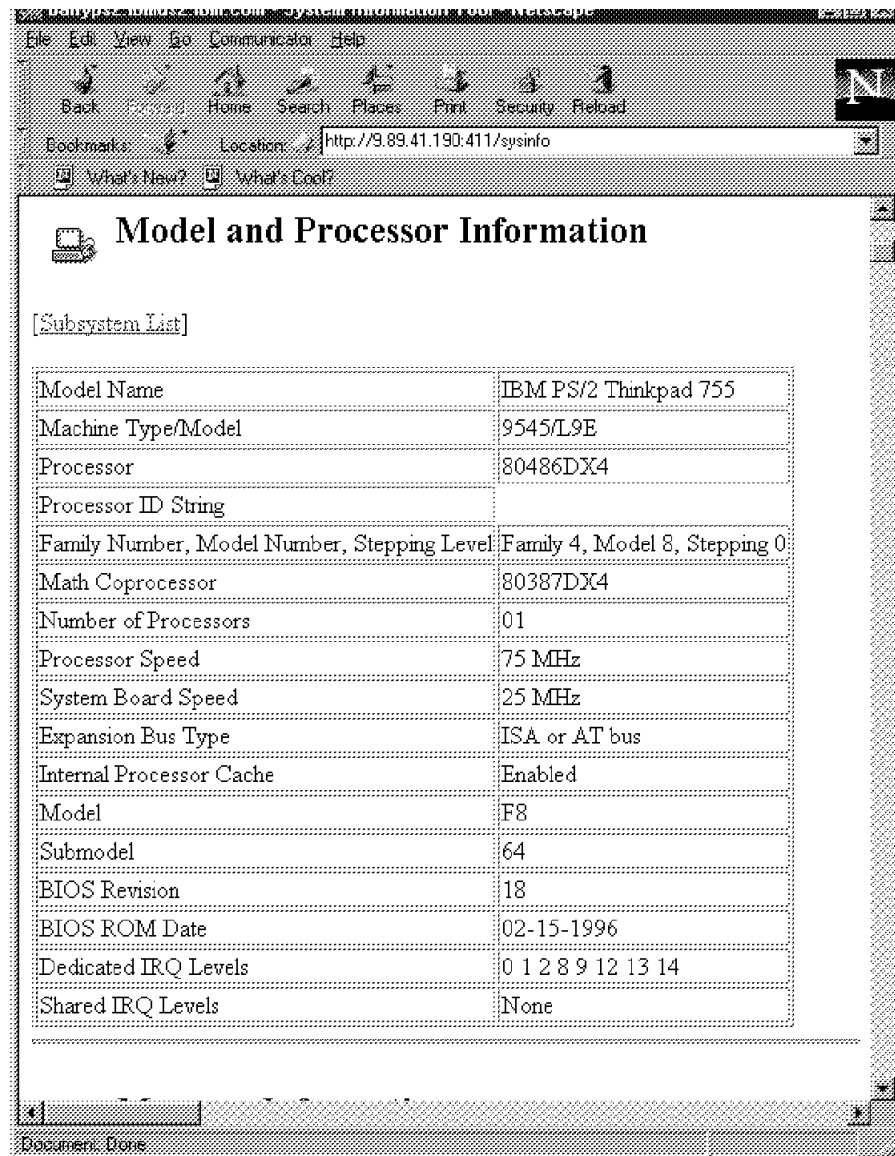 System Information Tool - Netscape
File Edit View Go Communicator Help
Back Forward Home Search Places Print Security Reload
N
Bookmarks: Location: http://9.89.41.190:411/sysinfo
What's New? What's Cool?
Model and Processor Information
[Subsystem List]
Model Name IBM PS/2 Thinkpad 755
Machine Type/Model 9545/L9E
Processor 80486DX4
Processor ID String
Family Number, Model Number, Stepping Level Family 4, Model 8, Stepping 0
Math Coprocessor 80387DX4
Number of Processors 01
Processor Speed 75 MHz
System Board Speed 25 MHz
Expansion Bus Type ISA or AT bus
Internal Processor Cache Enabled
Model F8
Submodel 64
BIOS Revision 18
BIOS ROM Date 02-15-1996
Dedicated IRQ Levels 0 1 2 8 9 12 13 14
Shared IRQ Levels None
Document: Done